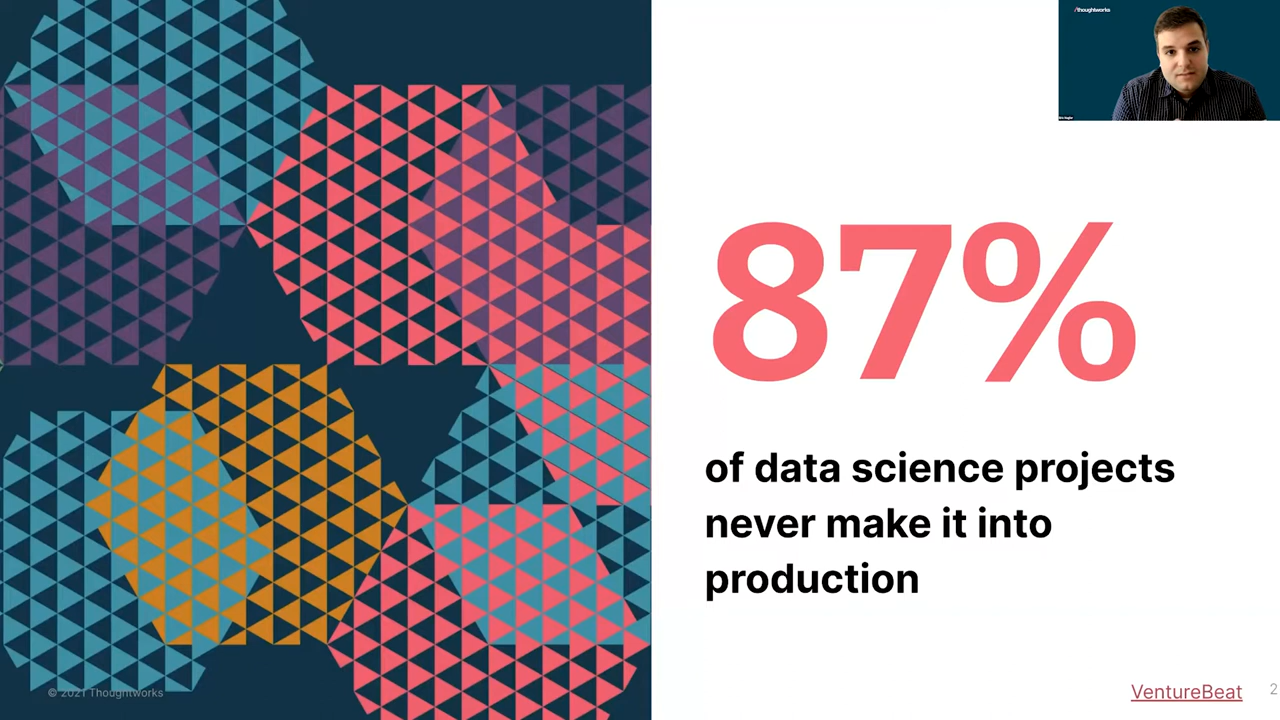 /thoughtworks
87%
of data science projects
never make it into
production
© 2021 Thoughtworks
VentureBeat
2